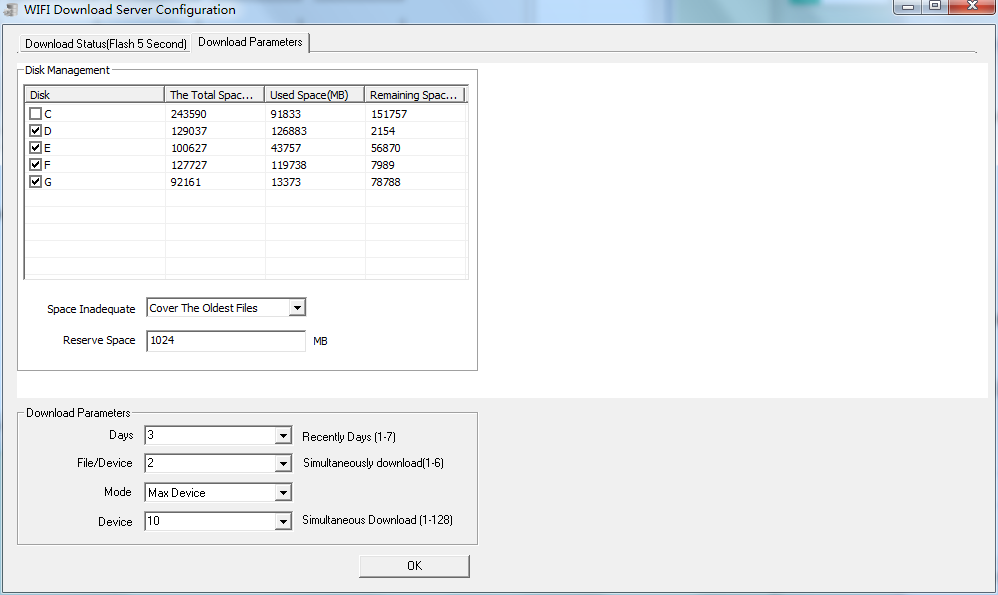 WIFI Download Server Configuration
Download Status(Flash 5 Second) Download Parameters
Disk Management
Disk The Total Spac... Used Space(MB) Remaining Spac...
C 243590 91833 151757
D 129037 126883 2154
E 100627 43757 56870
F 127727 119738 7989
G 92161 13373 78788
Space Inadequate Cover The Oldest Files
Reserve Space 1024 MB
Download Parameters
Days 3 Recently Days (1-7)
File/Device 2 Simultaneously download(1-6)
Mode Max Device
Device 10 Simultaneous Download (1-128)
OK